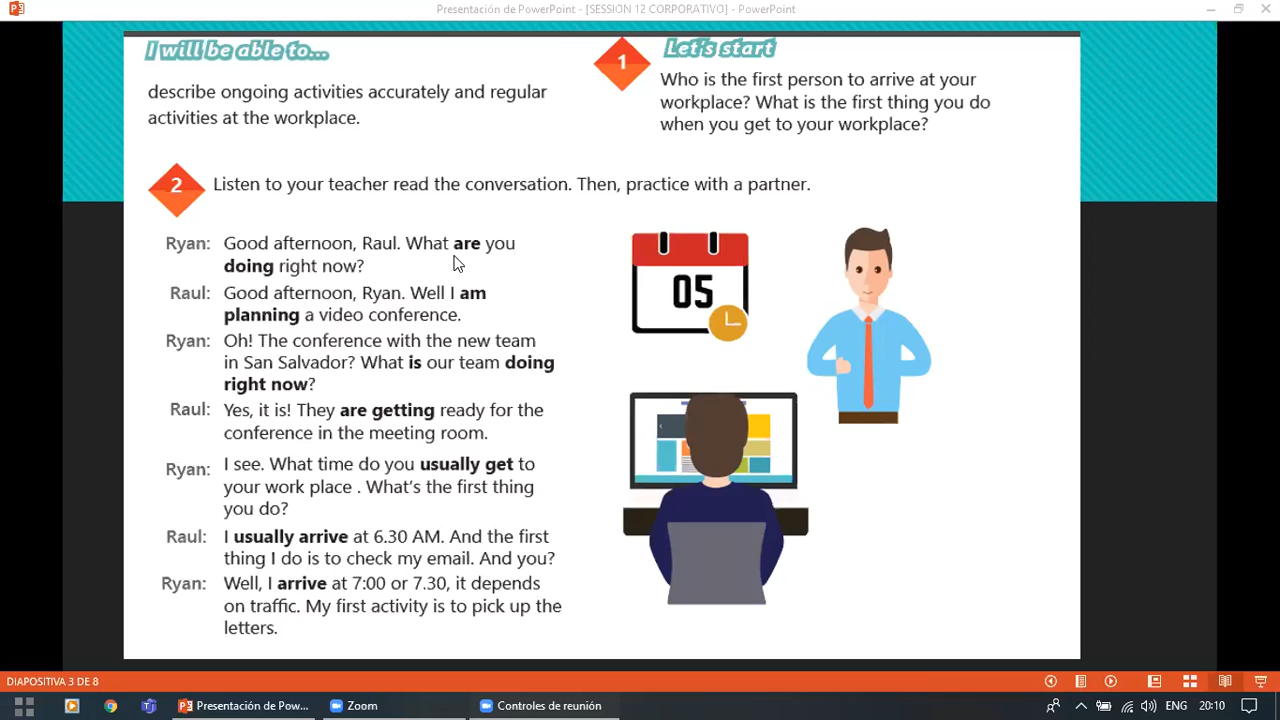 Presentación de PowerPoint - [SESSION 12 CORPORATIVO] - PowerPoint
I will be able to...
describe ongoing activities accurately and regular
activities at the workplace.
1
Let's start
Who is the first person to arrive at your
workplace? What is the first thing you do
when you get to your workplace?
2
Listen to your teacher read the conversation. Then, practice with a partner.
Ryan: Good afternoon, Raul. What are you
doing right now?
Raul: Good afternoon, Ryan. Well I am
planning a video conference.
Ryan: Oh! The conference with the new team
in San Salvador? What is our team doing
right now?
Raul: Yes, it is! They are getting ready for the
conference in the meeting room.
Ryan: I see. What time do you usually get to
your work place . What's the first thing
you do?
Raul: I usually arrive at 6.30 AM. And the first
thing I do is to check my email. And you?
Ryan: Well, I arrive at 7:00 or 7.30, it depends
on traffic. My first activity is to pick up the
letters.
05
DIAPOSITIVA 3 DE 8
Presentación de Pow...
Zoom
Controles de reunión
ENG
20:10